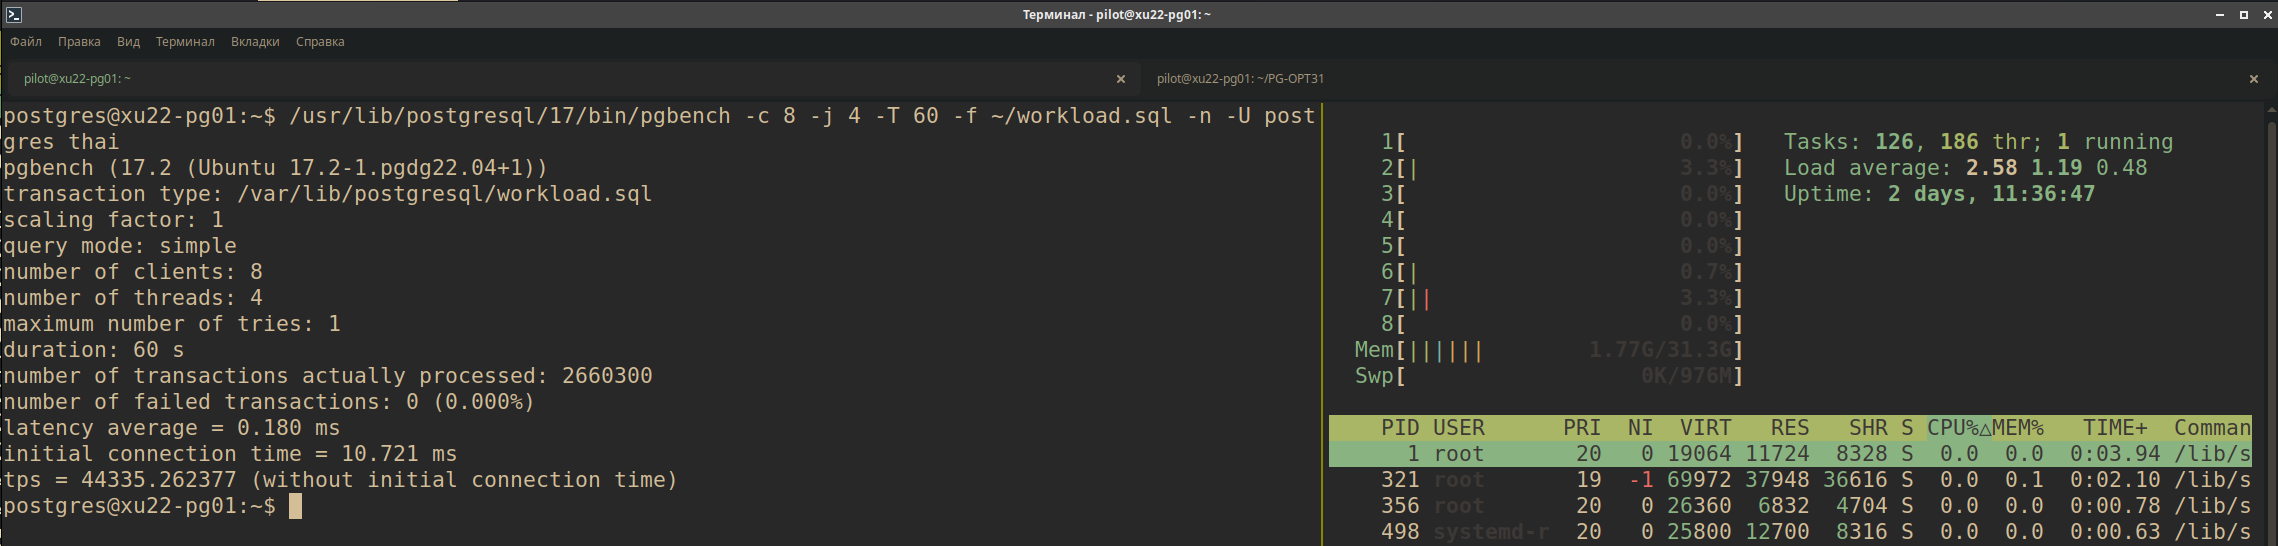 Терминал - pilot@xu22-pg01: ~
Файл Правка Вид Терминал Вкладки Справка
pilot@xu22-pg01: ~
pilot@xu22-pg01: ~/PG-OPT31
postgres@xu22-pg01:~$ /usr/lib/postgresql/17/bin/pgbench -c 8 -j 4 -T 60 -f ~/workload.sql -n -U post
gres thai
pgbench (17.2 (Ubuntu 17.2-1.pgdg22.04+1))
transaction type: /var/lib/postgresql/workload.sql
scaling factor: 1
query mode: simple
number of clients: 8
number of threads: 4
maximum number of tries: 1
duration: 60 s
number of transactions actually processed: 2660300
number of failed transactions: 0 (0.000%)
latency average = 0.180 ms
initial connection time = 10.721 ms
tps = 44335.262377 (without initial connection time)
postgres@xu22-pg01:~$
1[ 0.0%]
2[| 3.3%]
3[ 0.0%]
4[ 0.0%]
5[ 0.0%]
6[| 0.7%]
7[|| 3.3%]
8[ 0.0%]
Mem[|||||| 1.77G/31.3G]
Swp[ 0K/976M]
Tasks: 126, 186 thr; 1 running
Load average: 2.58 1.19 0.48
Uptime: 2 days, 11:36:47
PID USER PRI NI VIRT RES SHR S CPU%△MEM% TIME+ Comman
1 root 20 0 19064 11724 8328 S 0.0 0.0 0:03.94 /lib/s
321 root 19 -1 69972 37948 36616 S 0.0 0.1 0:02.10 /lib/s
356 root 20 0 26360 6832 4704 S 0.0 0.0 0:00.78 /lib/s
498 systemd-r 20 0 25800 12700 8316 S 0.0 0.0 0:00.63 /lib/s